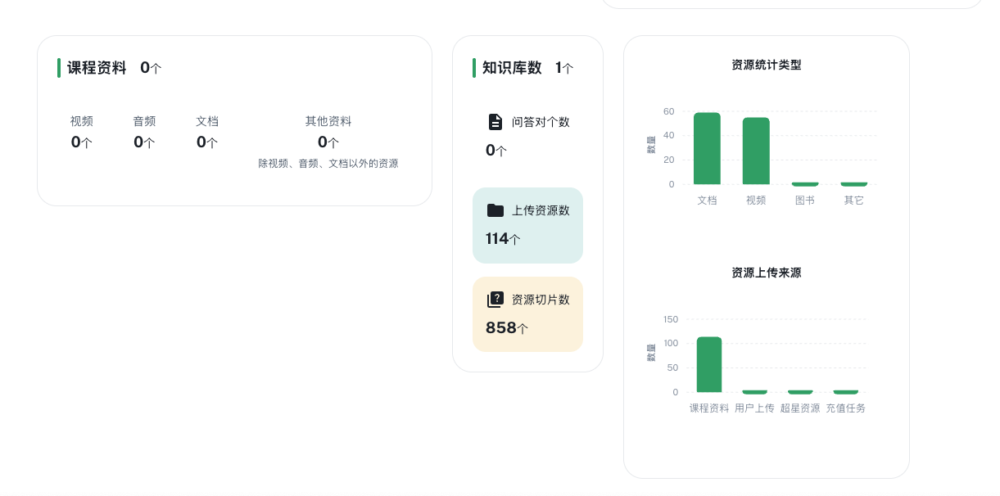 课程资料 0个
视频 音频 文档 其他资料
0个 0个 0个 0个
除视频、音频、文档以外的资源
知识库数 1个
问答对个数
0个
上传资源数
114个
资源切片数
858个
资源统计类型
数量
60
40
20
0
文档 视频 图书 其它
资源上传来源
数量
150
100
50
0
课程资料 用户上传 超星资源 充值任务